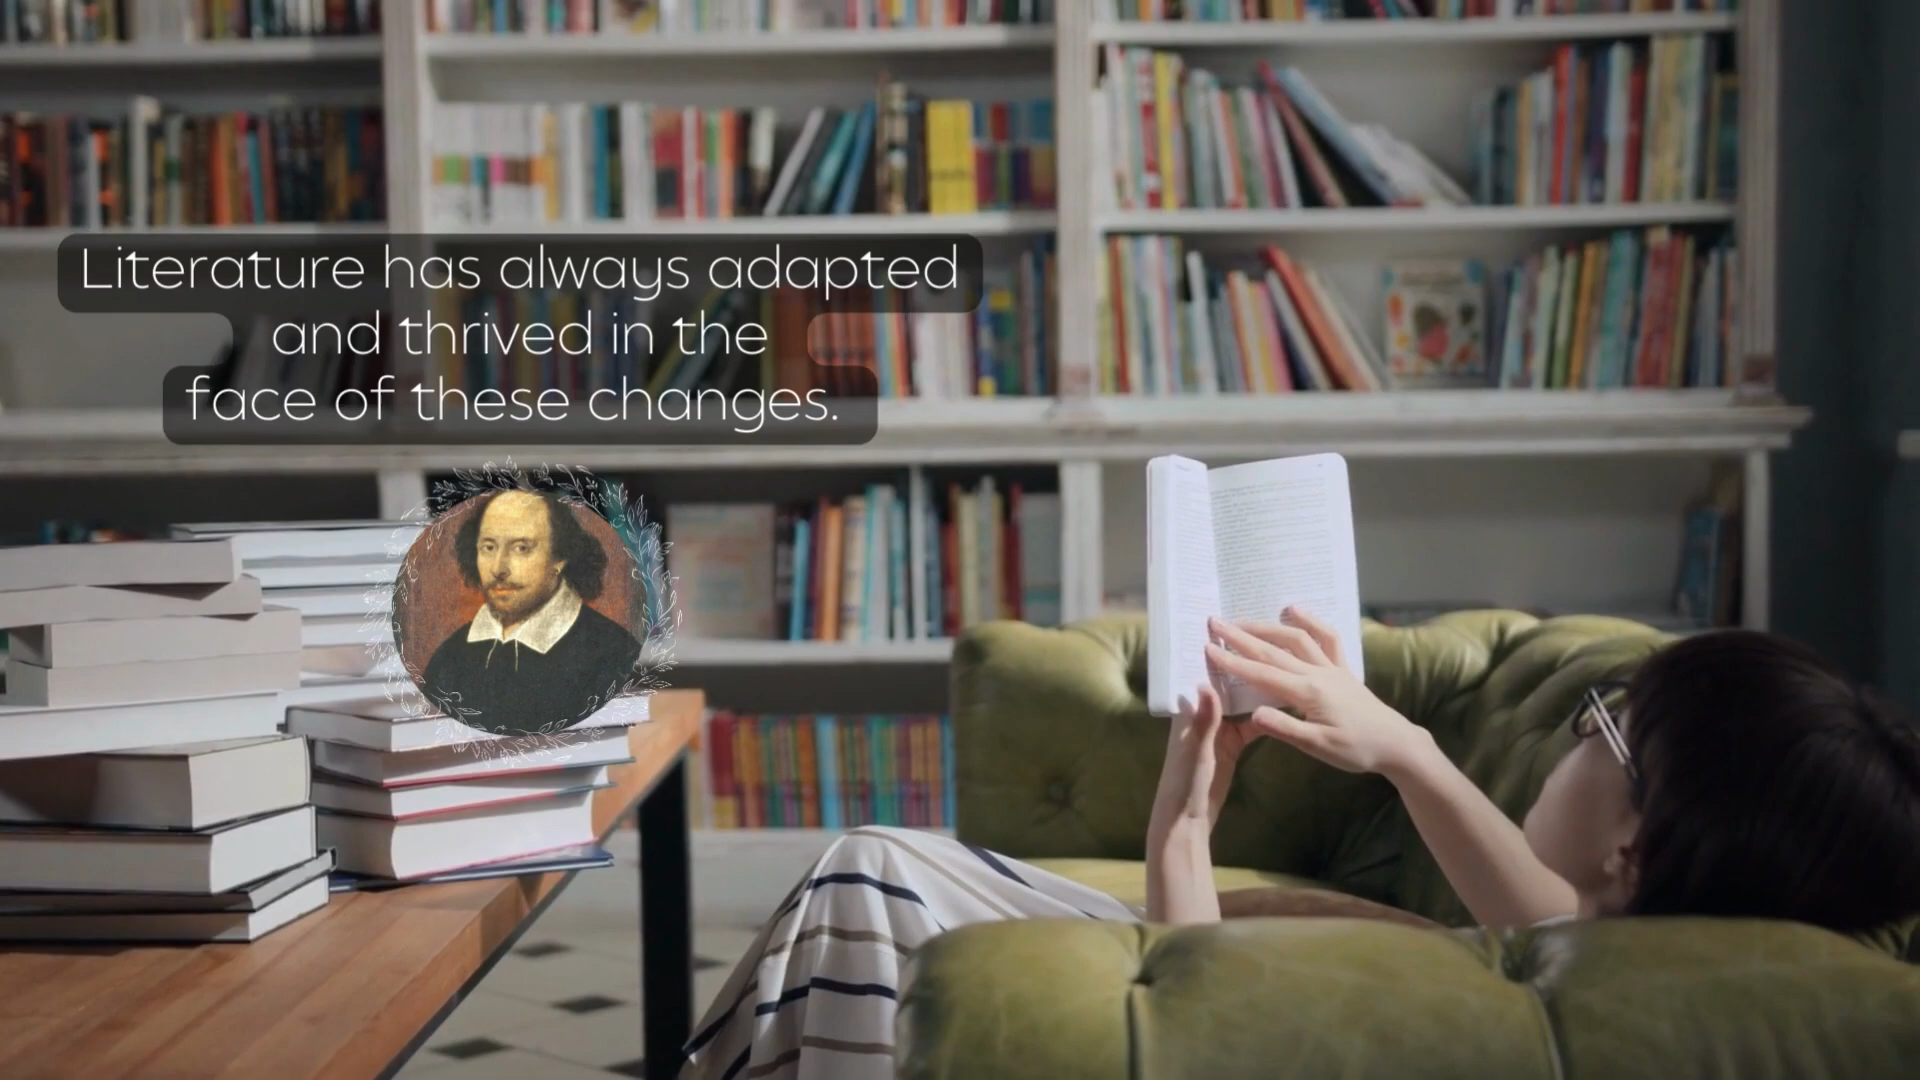 Literature has always adapted
and thrived in the
face of these changes.